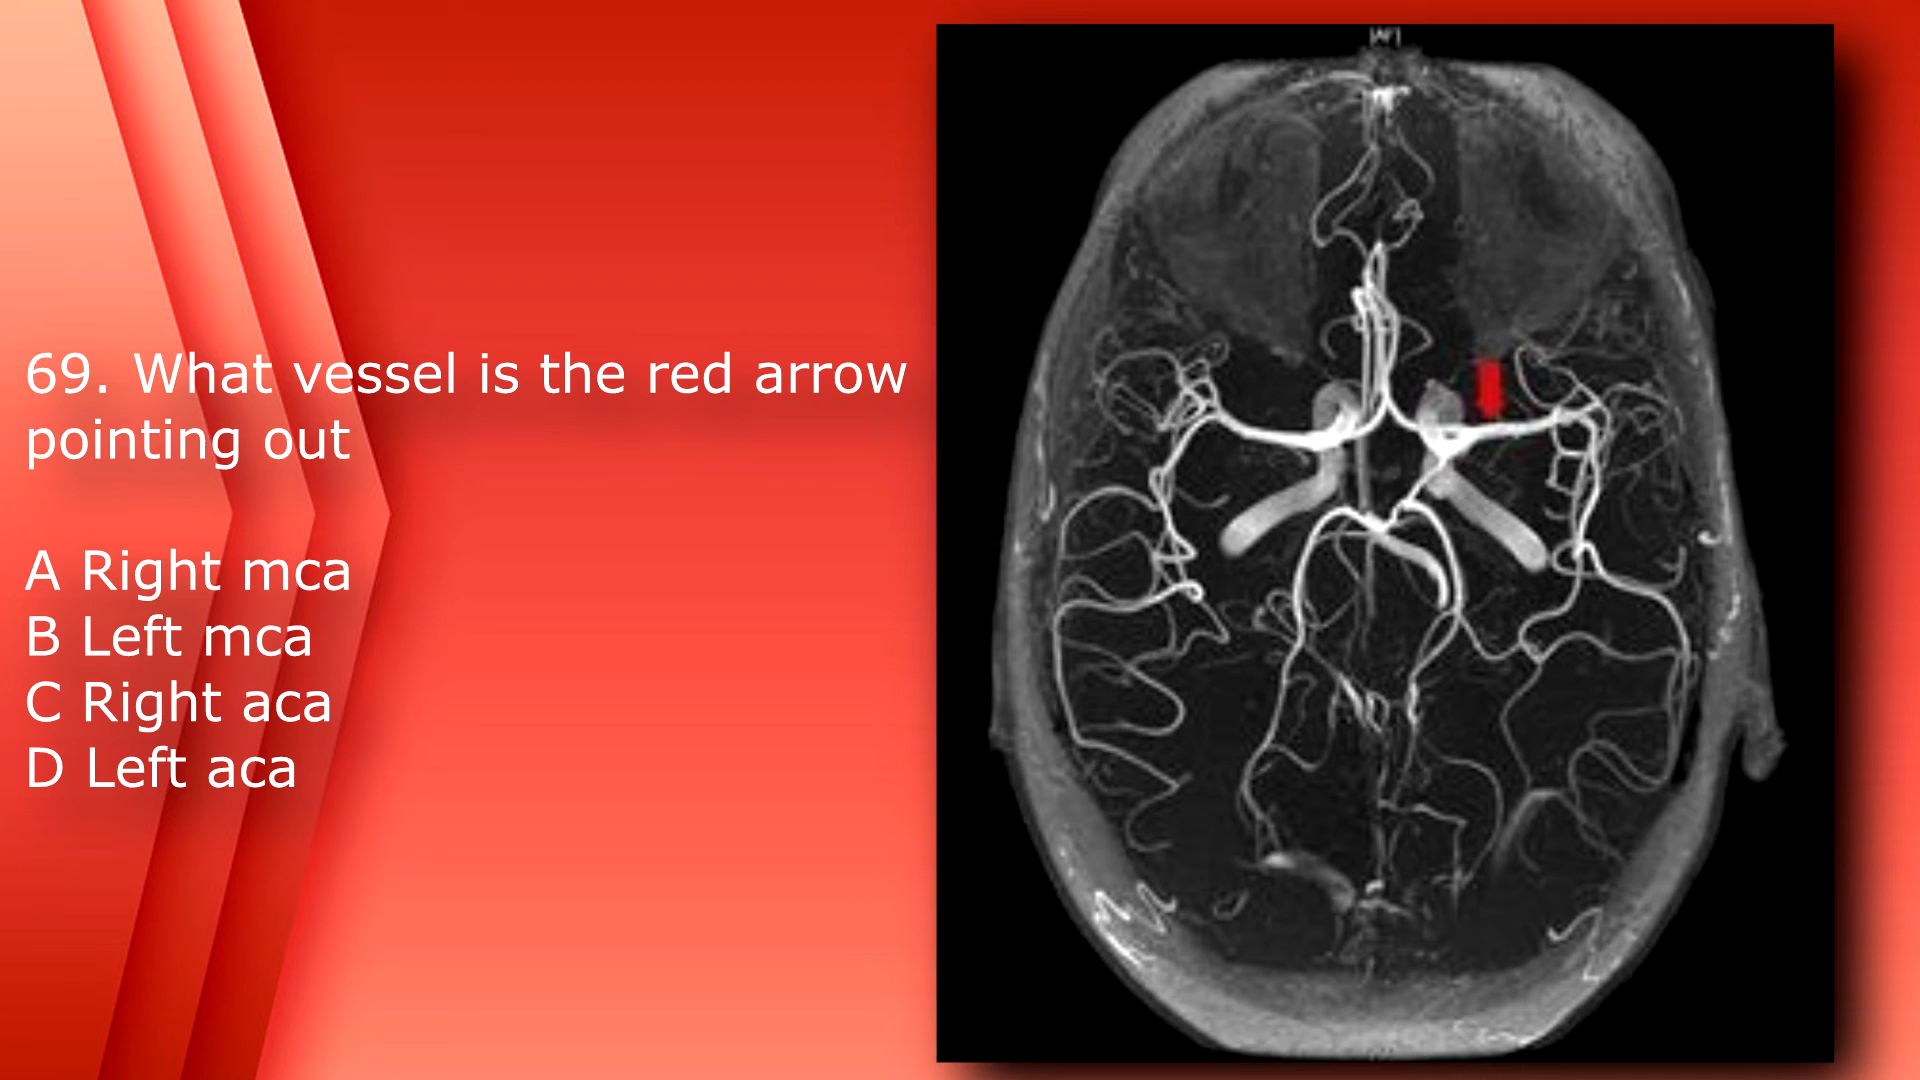 69. What vessel is the red arrow
pointing out
A Right mca
B Left mca
C Right aca
D Left aca